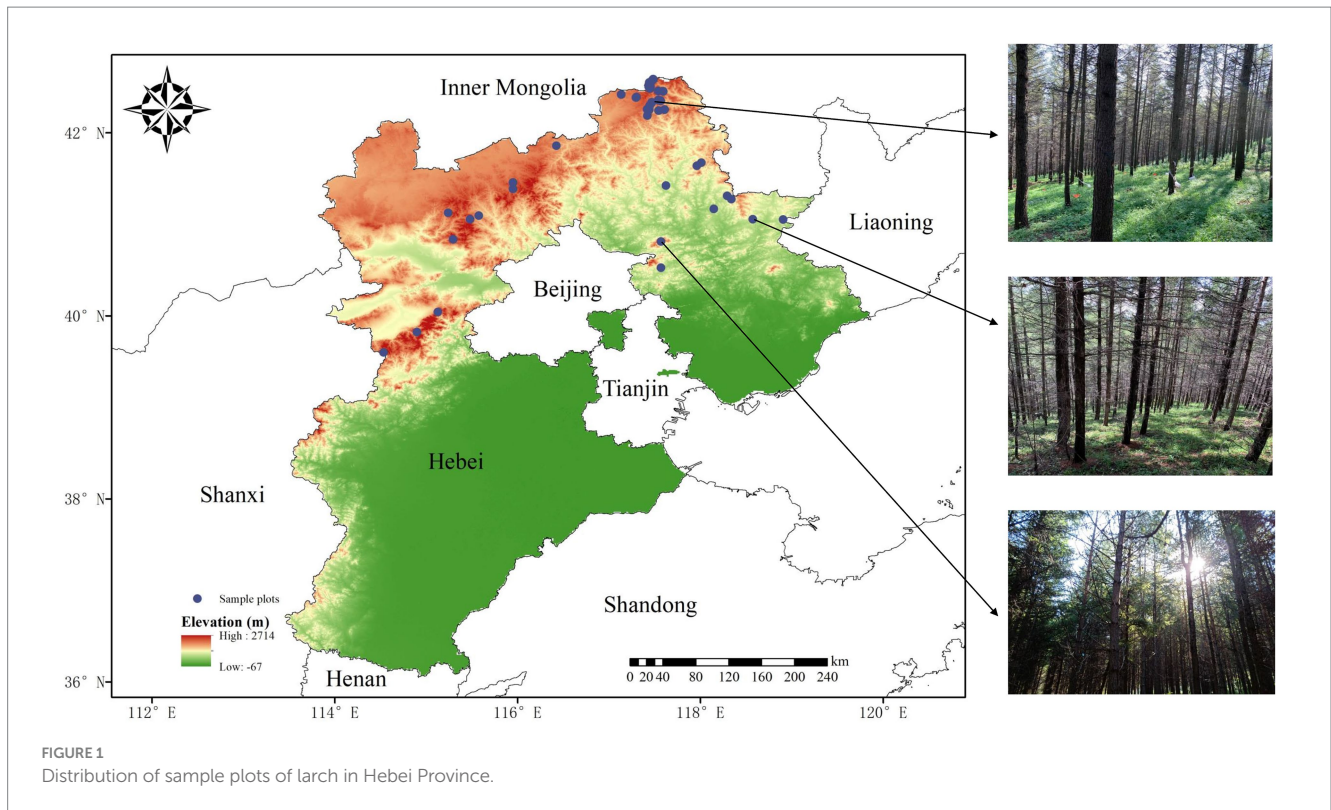 Inner Mongolia
42° N
Liaoning
Beijing
40° N
Tianjin
Hebei
38° N
Shanxi
Sample plots
Shandong
Elevation (m)
High : 2714
Low: -67
km
0 20 40 80 120 160 200 240
Henan
36° N
112° E 114° E 116° E 118° E 120° E
FIGURE 1
Distribution of sample plots of larch in Hebei Province.